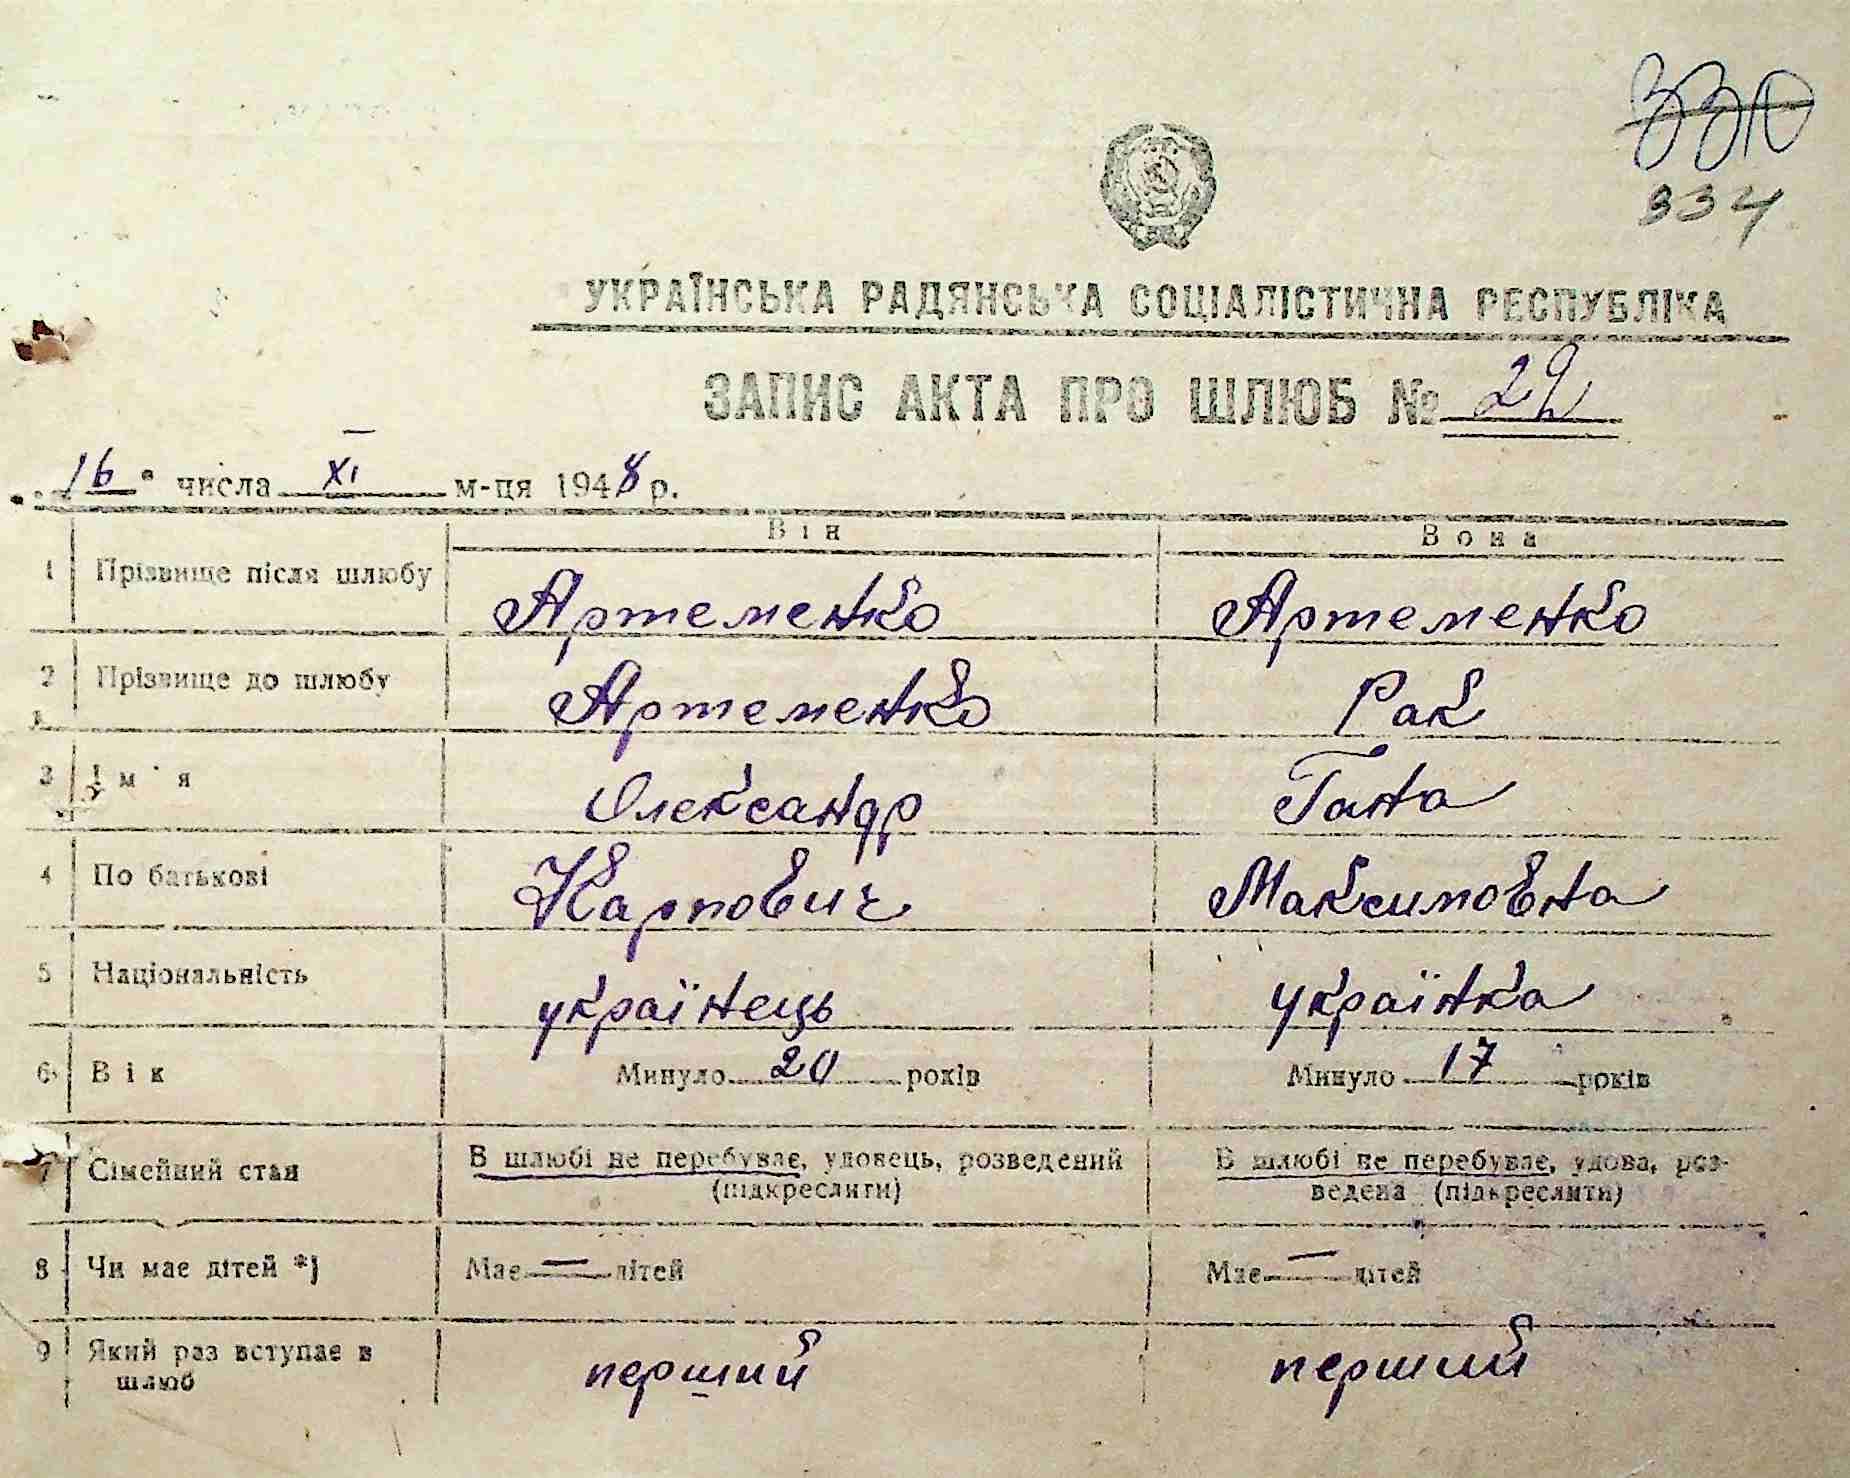 330
334
УКРАЇНСЬКА РАДЯНСЬКА СОЦІАЛІСТИЧНА РЕСПУБЛІКА
ЗАПИС АКТА ПРО ШЛЮБ № 29
16 числа XI м-ця 1948 р.
Він Вона
1 Прізвище після шлюбу Артеменко Артеменко
2 Прізвище до шлюбу Артеменко Рак
3 Ім'я Олександр Гана
4 По батькові Карпович Максимовна
5 Національність українець українка
6 Вік Минуло 20 років Минуло 17 років
7 Сімейний стан В шлюбі не перебуває, удовець, розведений (підкреслити) В шлюбі не перебуває, удова, роз-
ведена (підкреслити)
8 Чи має дітей *) Має — дітей Має — дітей
9 Який раз вступає в шлюб перший перший